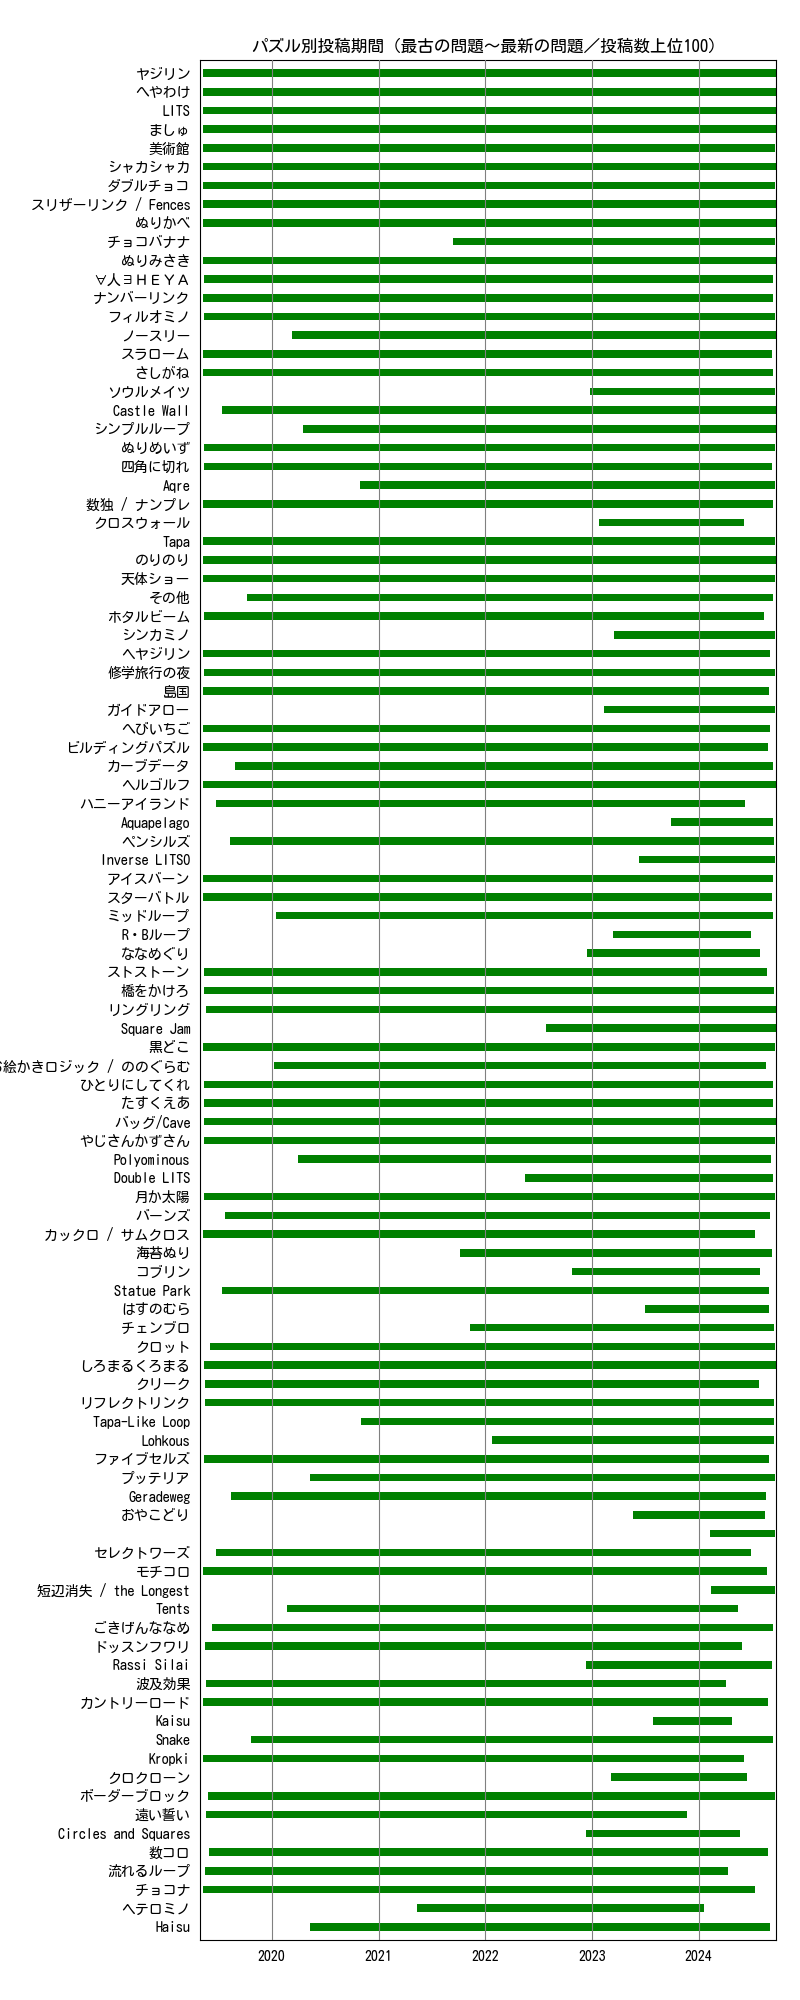 パズル別投稿期間（最古の問題～最新の問題／投稿数上位100）
ヤジリン
へやわけ
LITS
ましゅ
美術館
シャカシャカ
ダブルチョコ
スリザーリンク / Fences
ぬりかべ
チョコバナナ
ぬりみさき
∀人∃ＨＥＹＡ
ナンバーリンク
フィルオミノ
ノースリー
スラローム
さしがね
ソウルメイツ
Castle Wall
シンプルループ
ぬりめいず
四角に切れ
Aqre
数独 / ナンプレ
クロスウォール
Tapa
のりのり
天体ショー
その他
ホタルビーム
シンカミノ
ヘヤジリン
修学旅行の夜
島国
ガイドアロー
へびいちご
ビルディングパズル
カーブデータ
ヘルゴルフ
ハニーアイランド
Aquapelago
ペンシルズ
Inverse LITSO
アイスバーン
スターバトル
ミッドループ
R・Bループ
ななめぐり
ストストーン
橋をかけろ
リングリング
Square Jam
黒どこ
絵かきロジック / ののぐらむ
ひとりにしてくれ
たすくえあ
バッグ/Cave
やじさんかずさん
Polyominous
Double LITS
月か太陽
バーンズ
カックロ / サムクロス
海苔ぬり
コブリン
Statue Park
はすのむら
チェンブロ
クロット
しろまるくろまる
クリーク
リフレクトリンク
Tapa-Like Loop
Lohkous
ファイブセルズ
プッテリア
Geradeweg
おやこどり
セレクトワーズ
モチコロ
短辺消失 / the Longest
Tents
ごきげんななめ
ドッスンフワリ
Rassi Silai
波及効果
カントリーロード
Kaisu
Snake
Kropki
クロクローン
ボーダーブロック
遠い誓い
Circles and Squares
数コロ
流れるループ
チョコナ
ヘテロミノ
Haisu
2020 2021 2022 2023 2024